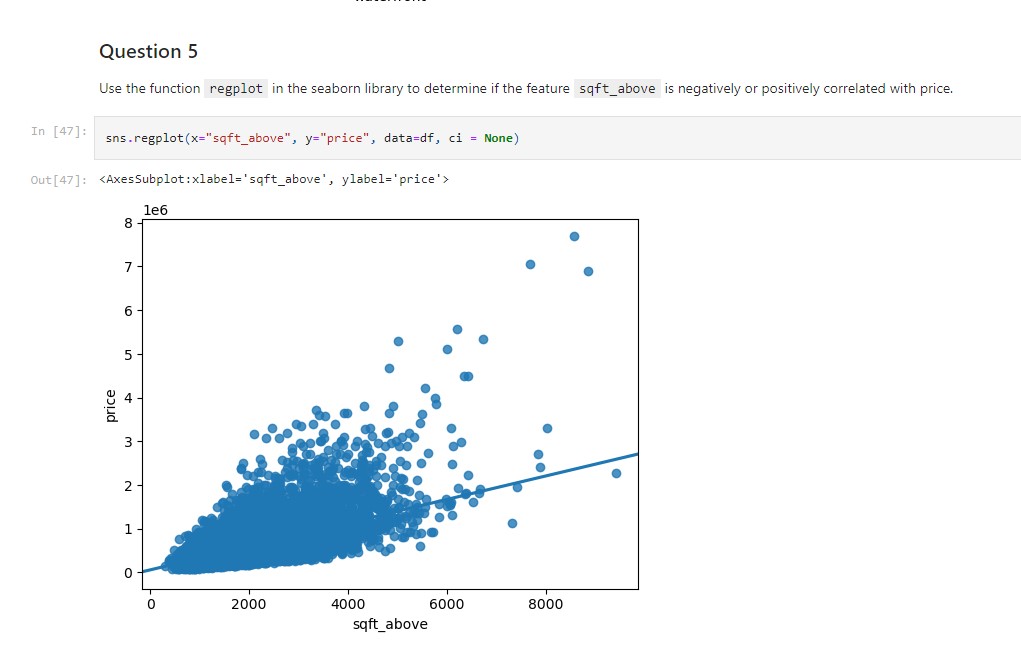 Question 5
Use the function regplot in the seaborn library to determine if the feature sqft_above is negatively or positively correlated with price.
In [47]: sns.regplot(x="sqft_above", y="price", data=df, ci = None)
Out[47]: <AxesSubplot:xlabel='sqft_above', ylabel='price'>
1e6
8
7
6
5
4
3
2
1
0
price
0 2000 4000 6000 8000
sqft_above